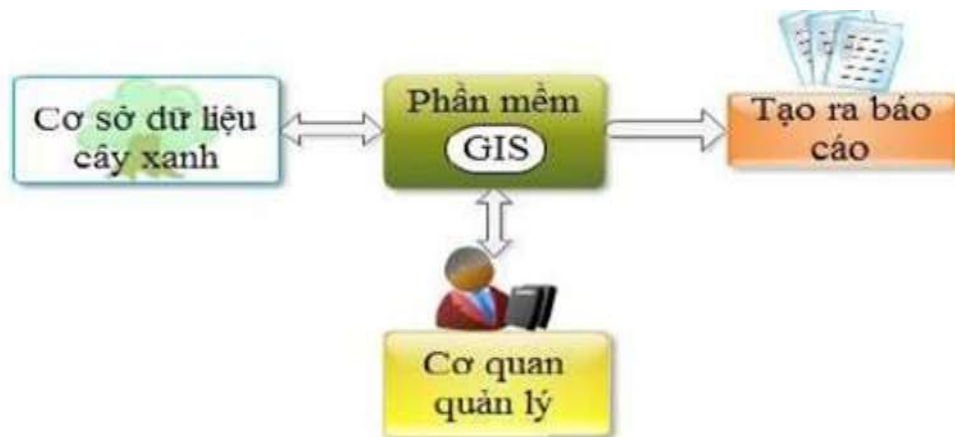 Cơ sở dữ liệu
cây xanh
Phần mềm
GIS
Tạo ra báo
cáo
Cơ quan
quản lý